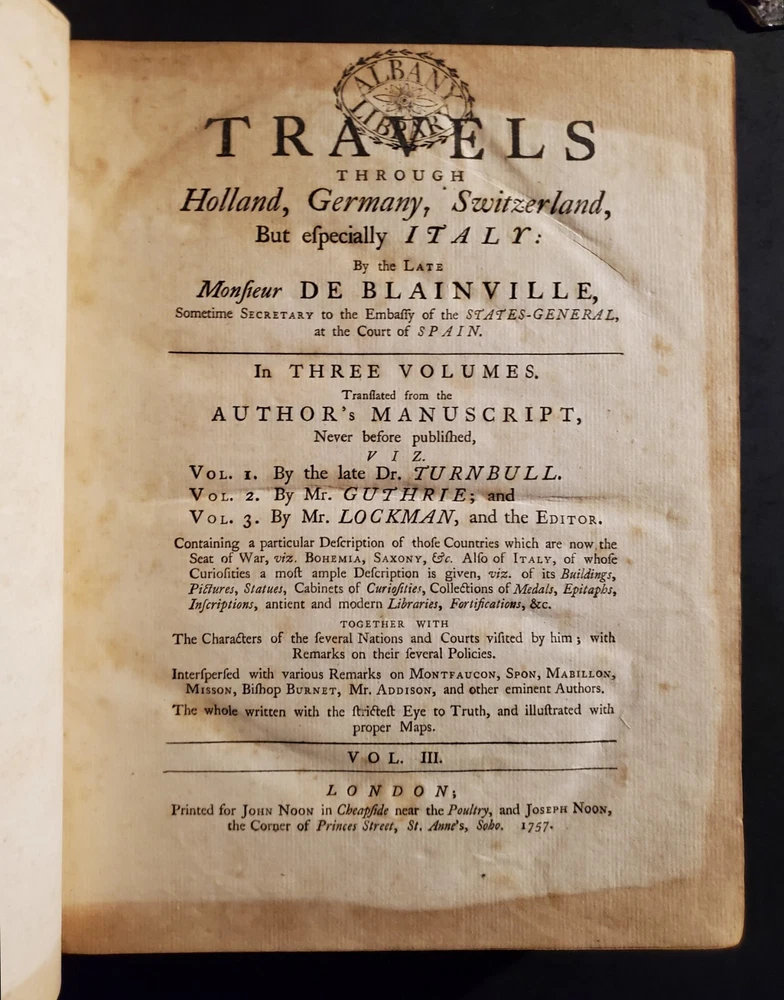 ALBANY
LIBRARY
TRAVELS
THROUGH
Holland, Germany, Switzerland,
But eſpecially ITALY:
By the LATE
Monſieur DE BLAINVILLE,
Sometime SECRETARY to the Embaſſy of the STATES-GENERAL,
at the Court of SPAIN.
In THREE VOLUMES.
Tranſlated from the
AUTHOR's MANUSCRIPT,
Never before publiſhed,
VIZ.
VOL. 1. By the late Dr. TURNBULL.
VOL. 2. By Mr. GUTHRIE; and
VOL. 3. By Mr. LOCKMAN, and the EDITOR.
Containing a particular Deſcription of thoſe Countries which are now the
Seat of War, viz. BOHEMIA, SAXONY, &c. Alſo of ITALY, of whoſe
Curioſities a moſt ample Deſcription is given, viz. of its Buildings,
Pictures, Statues, Cabinets of Curioſities, Collections of Medals, Epitaphs,
Inſcriptions, antient and modern Libraries, Fortifications, &c.
TOGETHER WITH
The Characters of the ſeveral Nations and Courts viſited by him; with
Remarks on their ſeveral Policies.
Interſperſed with various Remarks on MONTFAUCON, SPON, MABILLON,
MISSON, Biſhop BURNET, Mr. ADDISON, and other eminent Authors.
The whole written with the ſtricteſt Eye to Truth, and illuſtrated with
proper Maps.
VOL. III.
LONDON;
Printed for JOHN NOON in Cheapſide near the Poultry, and JOSEPH NOON,
the Corner of Princes Street, St. Anne's, Soho. 1757.